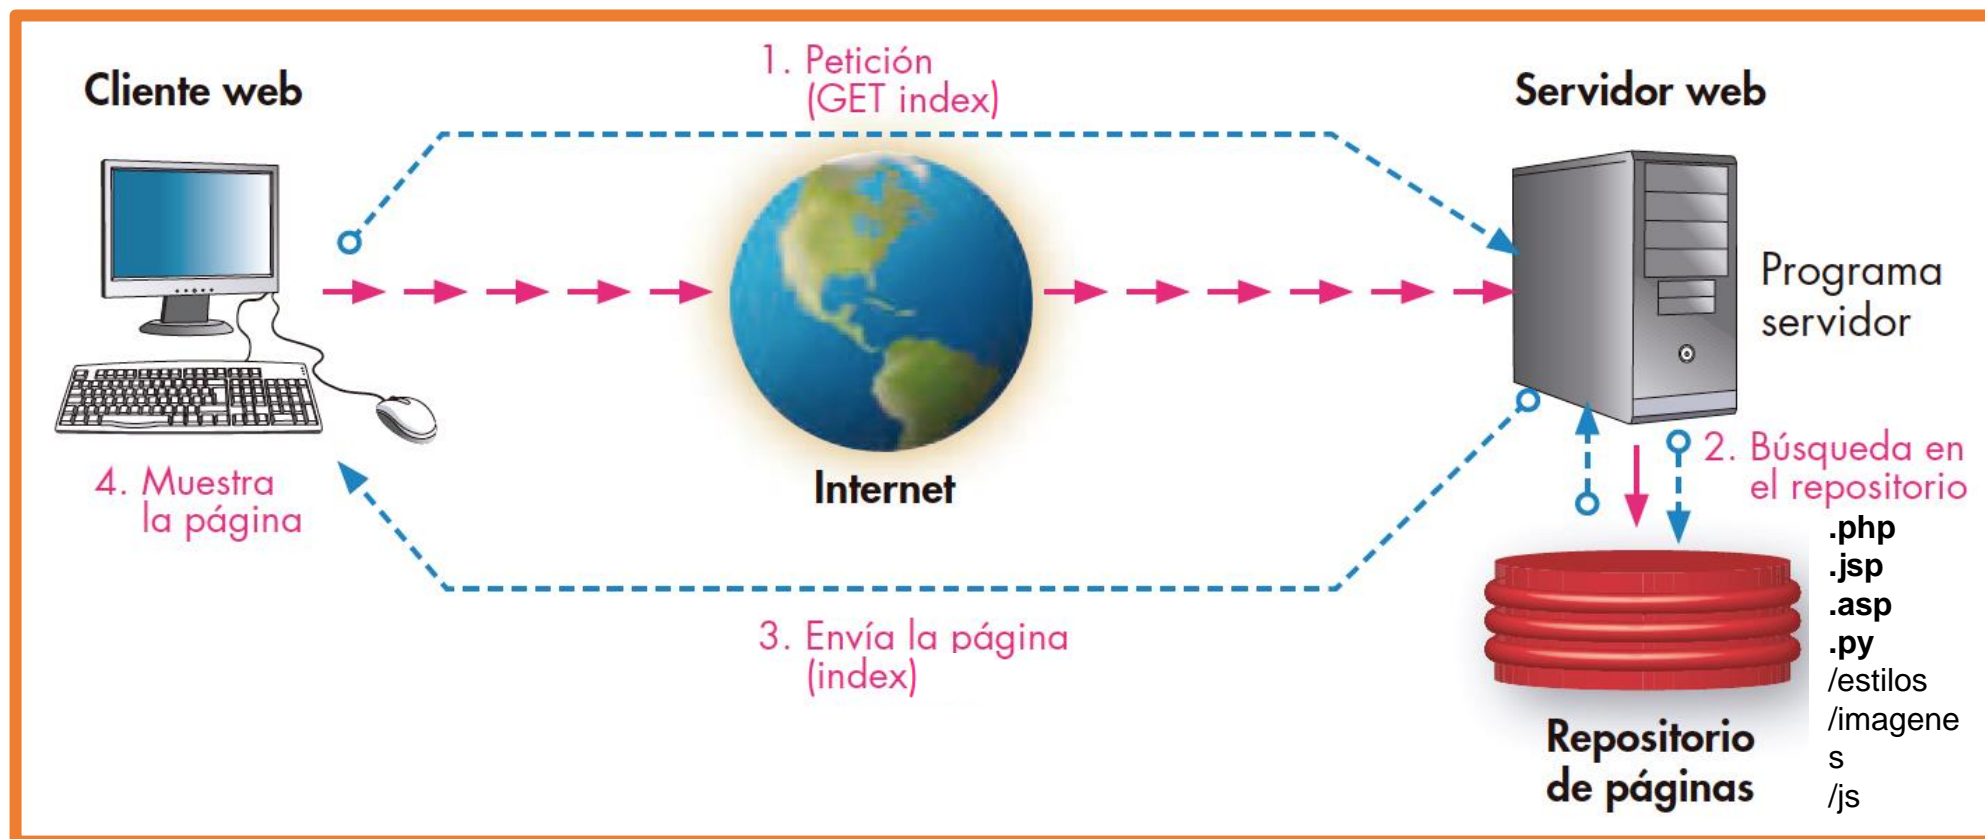 Cliente web
1. Petición
(GET index)
Servidor web
Programa
servidor
Internet
4. Muestra
la página
2. Búsqueda en
el repositorio
.php
.jsp
.asp
.py
/estilos
/imagene
s
/js
3. Envía la página
(index)
Repositorio
de páginas